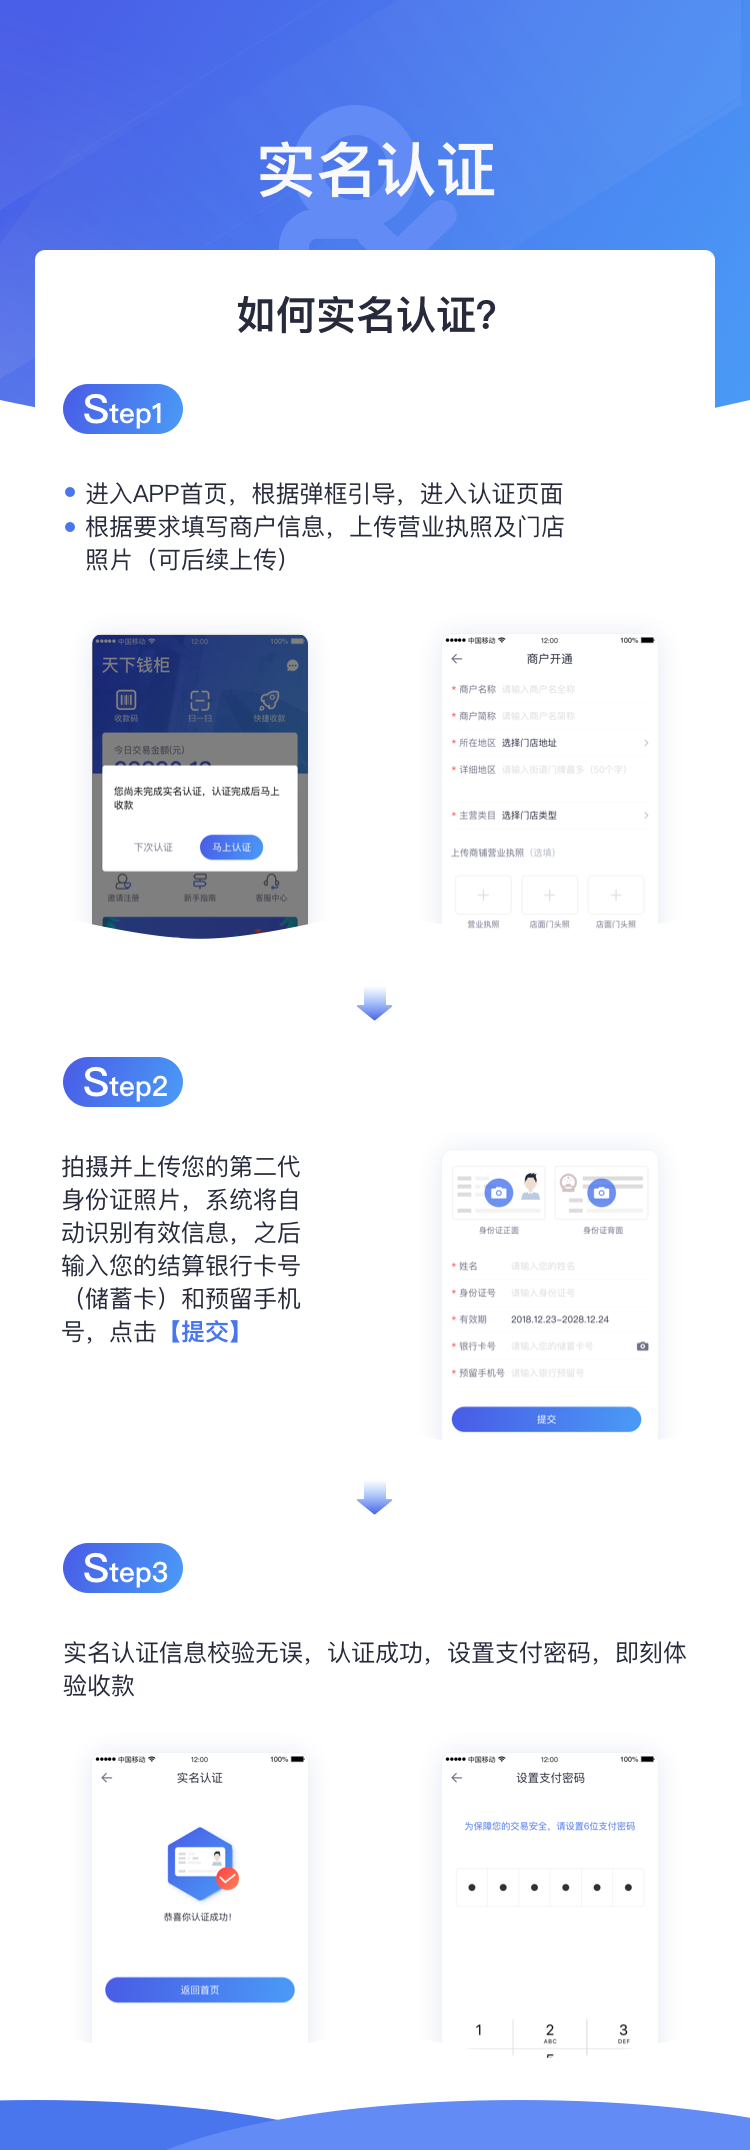 实名认证
如何实名认证?
Step1
进入APP首页，根据弹框引导，进入认证页面
根据要求填写商户信息，上传营业执照及门店
照片（可后续上传）
中国移动 12:00 100%
天下钱柜
收款码 扫一扫 快捷收款
今日交易金额(元)
您尚未完成实名认证，认证完成后马上
收款
下次认证 马上认证
邀请注册 新手指南 客服中心
中国移动 12:00 100%
商户开通
* 商户名称 请输入商户名全称
* 商户简称 请输入商户名简称
* 所在地区 选择门店地址
* 详细地区 请输入街道门牌最多（50个字）
* 主营类目 选择门店类型
上传商铺营业执照（选填）
营业执照 店面门头照 店面门头照
Step2
拍摄并上传您的第二代
身份证照片，系统将自
动识别有效信息，之后
输入您的结算银行卡号
（储蓄卡）和预留手机
号，点击【提交】
身份证正面 身份证背面
* 姓名 请输入您的姓名
* 身份证号 请输入身份证号
* 有效期 2018.12.23-2028.12.24
* 银行卡号 请输入您的储蓄卡号
* 预留手机号 请输入银行预留号
提交
Step3
实名认证信息校验无误，认证成功，设置支付密码，即刻体
验收款
中国移动 12:00 100%
实名认证
恭喜你认证成功!
返回首页
中国移动 12:00 100%
设置支付密码
为保障您的交易安全，请设置6位支付密码
1 2 3
ABC DEF